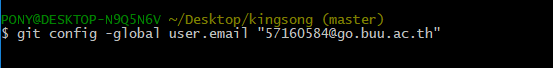 PONY@DESKTOP-N9Q5N6V ~/Desktop/kingsong (master)
$ git config -global user.email "57160584@go.buu.ac.th"